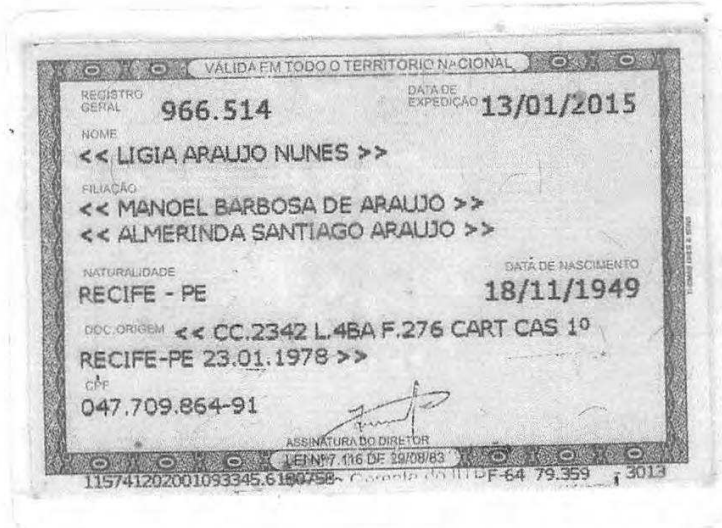 VÁLIDA EM TODO O TERRITÓRIO NACIONAL
REGISTRO GERAL 966.514 DATA DE EXPEDIÇÃO 13/01/2015
NOME
<< LIGIA ARAUJO NUNES >>
FILIAÇÃO
<< MANOEL BARBOSA DE ARAUJO >>
<< ALMERINDA SANTIAGO ARAUJO >>
NATURALIDADE DATA DE NASCIMENTO
RECIFE - PE 18/11/1949
DOC.ORIGEM << CC.2342 L.4BA F.276 CART CAS 1º
RECIFE-PE 23.01.1978 >>
CPF
047.709.864-91
ASSINATURA DO DIRETOR
LEI Nº 7.116 DE 29/08/83
PF-64 79.359 3013